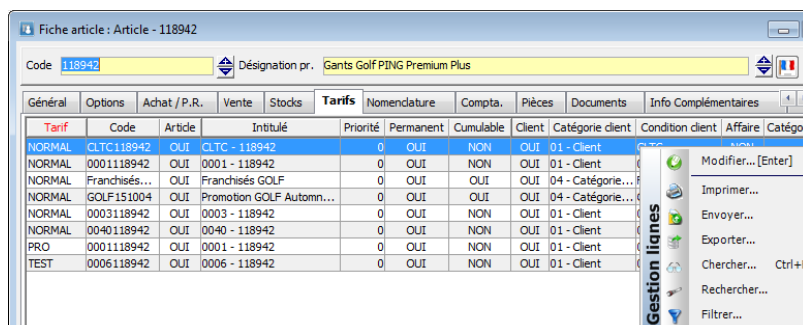 Fiche article : Article - 118942
Code 118942 Désignation pr. Gants Golf PING Premium Plus
Général Options Achat / P.R. Vente Stocks Tarifs Nomenclature Compta. Pièces Documents Info Complémentaires
Tarif Code Article Intitulé Priorité Permanent Cumulable Client Catégorie client Condition client Affaire Catégo
NORMAL CLTC118942 OUI CLTC - 118942 0 OUI NON OUI 01 - Client CLTC NON
NORMAL 0001118942 OUI 0001 - 118942 0 OUI NON OUI 01 - Client
NORMAL Franchisés... OUI Franchisés GOLF 0 OUI OUI OUI 04 - Catégorie...
NORMAL GOLF151004 OUI Promotion GOLF Automn... 0 OUI OUI OUI 04 - Catégorie...
NORMAL 0003118942 OUI 0003 - 118942 0 OUI NON OUI 01 - Client
NORMAL 0040118942 OUI 0040 - 118942 0 OUI NON OUI 01 - Client
PRO 0001118942 OUI 0001 - 118942 0 OUI NON OUI 01 - Client
TEST 0006118942 OUI 0006 - 118942 0 OUI NON OUI 01 - Client
Gestion lignes
Modifier... [Enter]
Imprimer...
Envoyer...
Exporter...
Chercher... Ctrl+
Rechercher...
Filtrer...